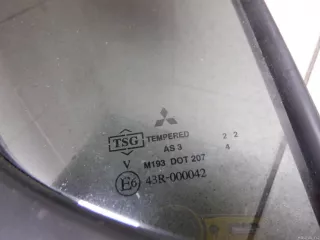 TSG TEMPERED 2 2
AS 3 4
V M193 DOT 207
E6 43R-000042